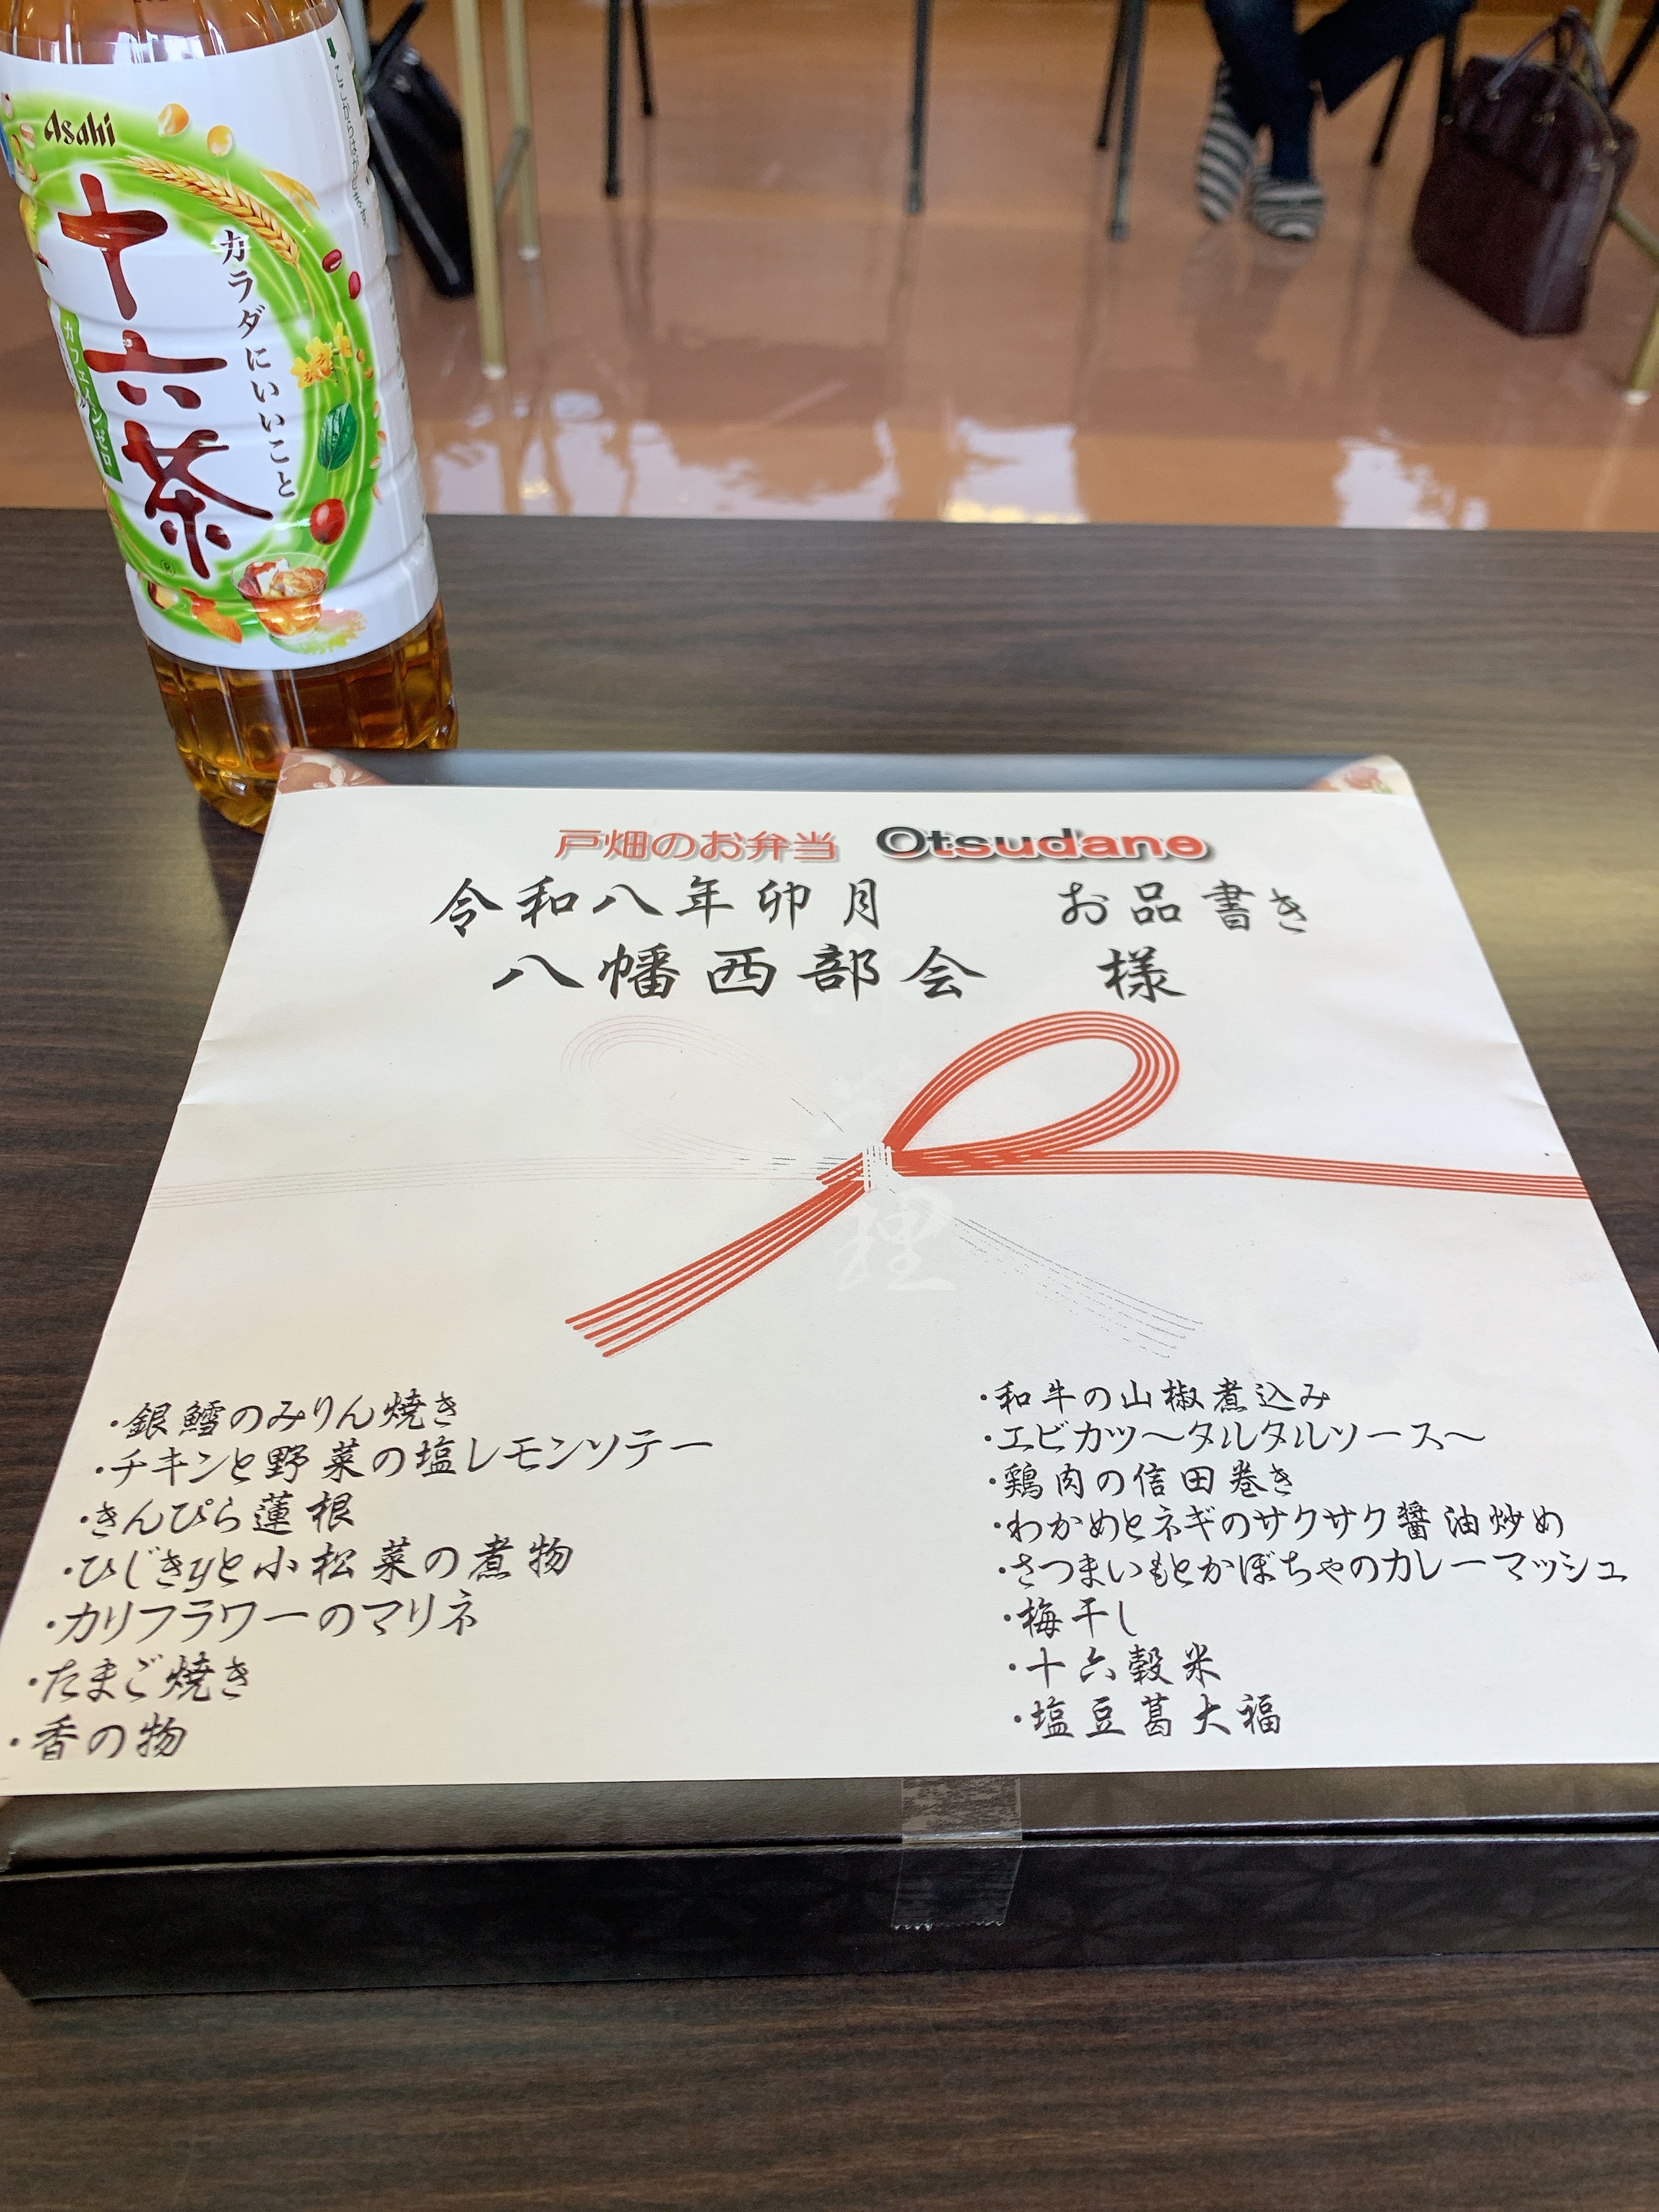 Asahi
十六茶
カラダにいいこと
カフェインゼロ
®
戸畑のお弁当 Otsudane
令和八年卯月 お品書き
八幡西部会 様
・銀鱈のみりん焼き
・チキンと野菜の塩レモンソテー
・きんぴら蓮根
・ひじきyと小松菜の煮物
・カリフラワーのマリネ
・たまご焼き
・香の物
・和牛の山椒煮込み
・エビカツ～タルタルソース～
・鶏肉の信田巻き
・わかめとネギのサクサク醤油炒め
・さつまいもとかぼちゃのカレーマッシュ
・梅干し
・十六穀米
・塩豆葛大福